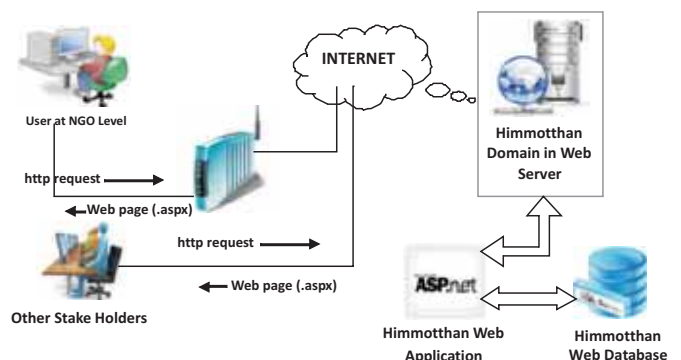 INTERNET
User at NGO Level
Himmotthan
Domain in Web
Server
http request
Web page (.aspx)
http request
Web page (.aspx)
Other Stake Holders
ASP.net
Himmotthan Web
Application
Himmotthan
Web Database